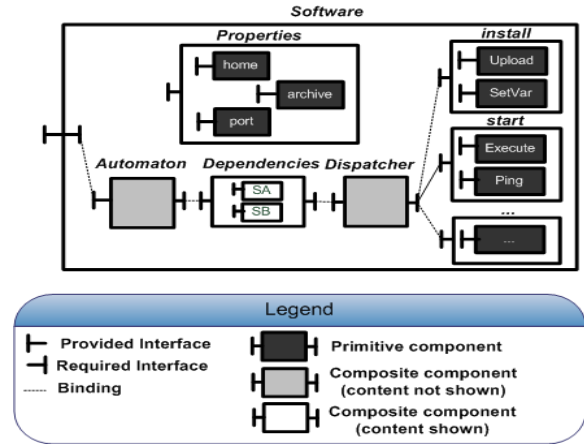 Software
Properties
home
archive
port
install
Upload
SetVar
start
Execute
Ping
...
...
Automaton
Dependencies
Dispatcher
SA
SB
Legend
Provided Interface
Required Interface
Binding
Primitive component
Composite component
(content not shown)
Composite component
(content shown)